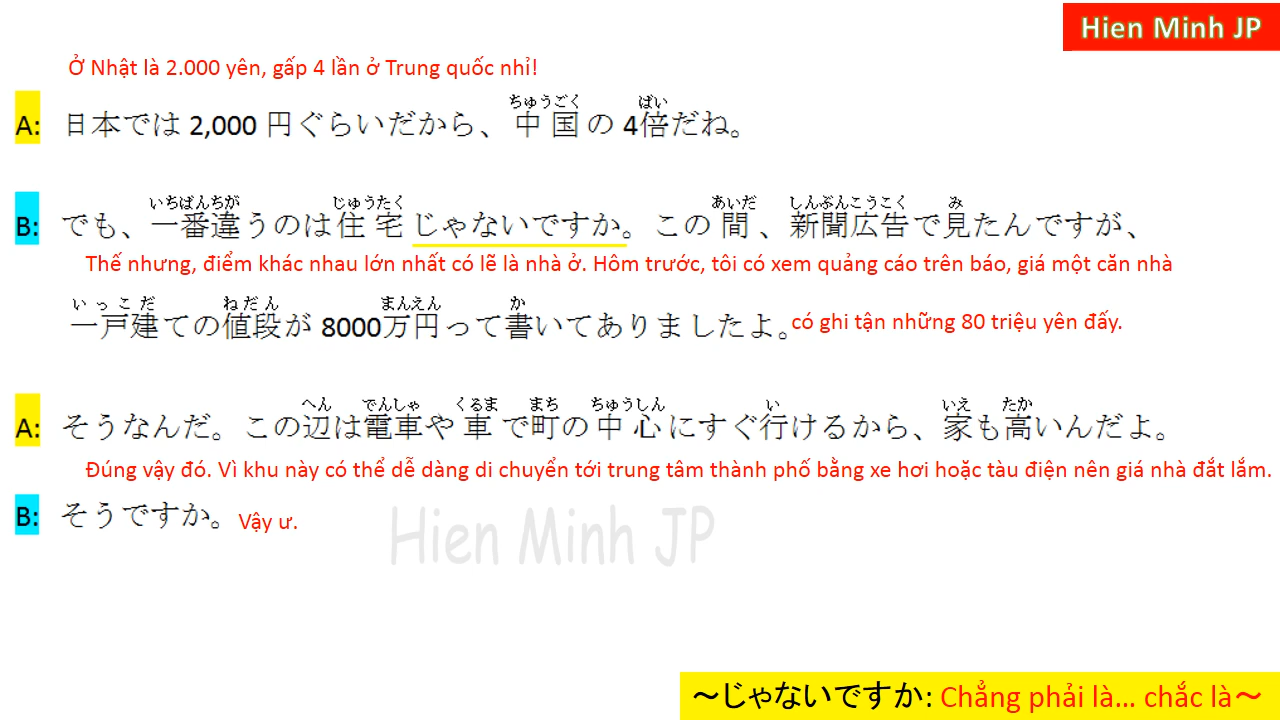 Hien Minh JP
Ở Nhật là 2.000 yên, gấp 4 lần ở Trung quốc nhỉ!
ちゅうごく ばい
A: 日本では 2,000 円ぐらいだから、中国の 4倍だね。
いちばんちが じゅうたく あいだ しんぶんこうこく み
B: でも、一番違うのは住宅じゃないですか。この間、新聞広告で見たんですが、
Thế nhưng, điểm khác nhau lớn nhất có lẽ là nhà ở. Hôm trước, tôi có xem quảng cáo trên báo, giá một căn nhà
いっこだ ねだん まんえん か
一戸建ての値段が 8000万円って書いてありましたよ。có ghi tận những 80 triệu yên đấy.
へん でんしゃ くるま まち ちゅうしん い いえ たか
A: そうなんだ。この辺は電車や車で町の中心にすぐ行けるから、家も高いんだよ。
Đúng vậy đó. Vì khu này có thể dễ dàng di chuyển tới trung tâm thành phố bằng xe hơi hoặc tàu điện nên giá nhà đắt lắm.
B: そうですか。Vậy ư.
Hien Minh JP
～じゃないですか: Chẳng phải là... chắc là～